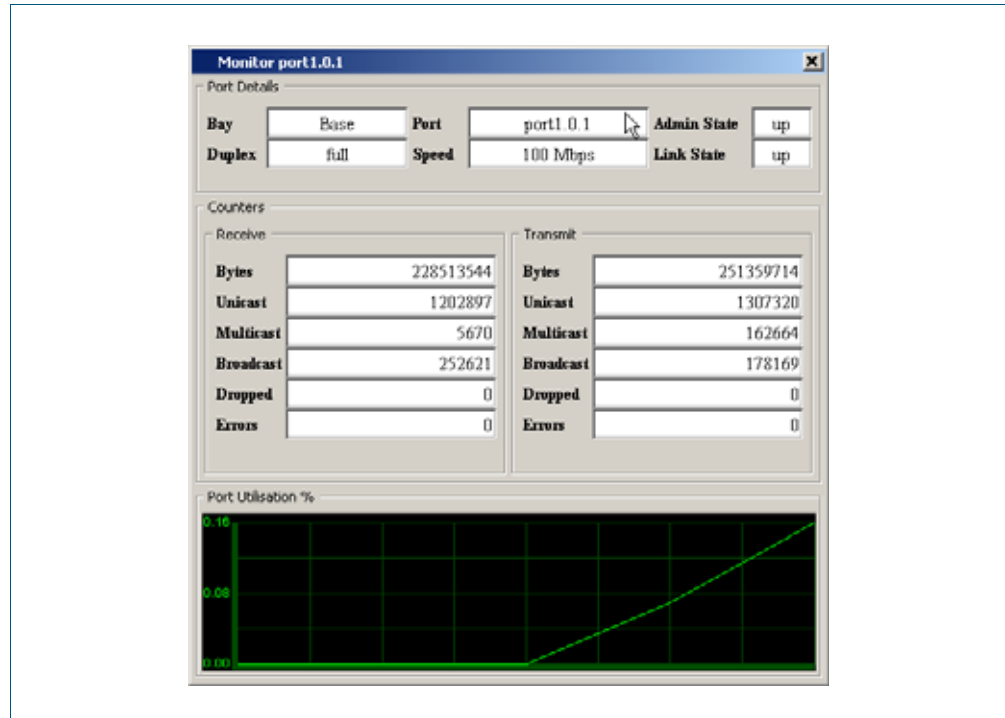 Monitor port1.0.1
Port Details
Bay Base Port port1.0.1 Admin State up
Duplex full Speed 100 Mbps Link State up
Counters
Receive
Bytes 228513544
Unicast 1202897
Multicast 5670
Broadcast 252621
Dropped 0
Errors 0
Transmit
Bytes 251359714
Unicast 1307320
Multicast 162664
Broadcast 178169
Dropped 0
Errors 0
Port Utilisation %
0.16
0.08
0.00